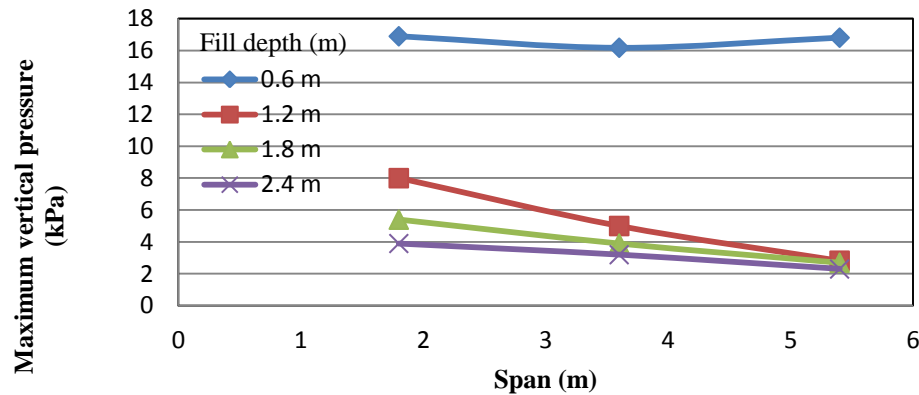 Maximum vertical pressure
(kPa)
18
16
14
12
10
8
6
4
2
0
Fill depth (m)
0.6 m
1.2 m
1.8 m
2.4 m
0
1
2
3
4
5
6
Span (m)